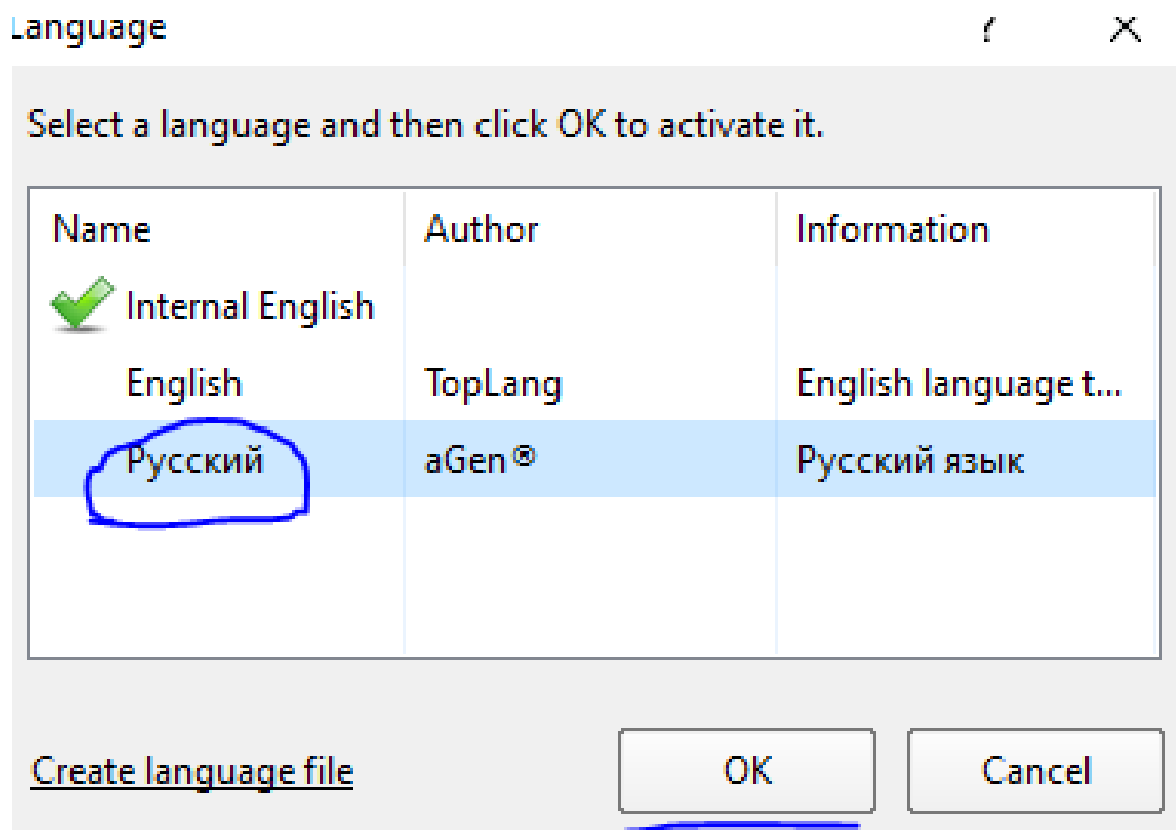 Language
Select a language and then click OK to activate it.
Name Author Information
Internal English
English TopLang English language t...
Русский aGen® Русский язык
Create language file OK Cancel